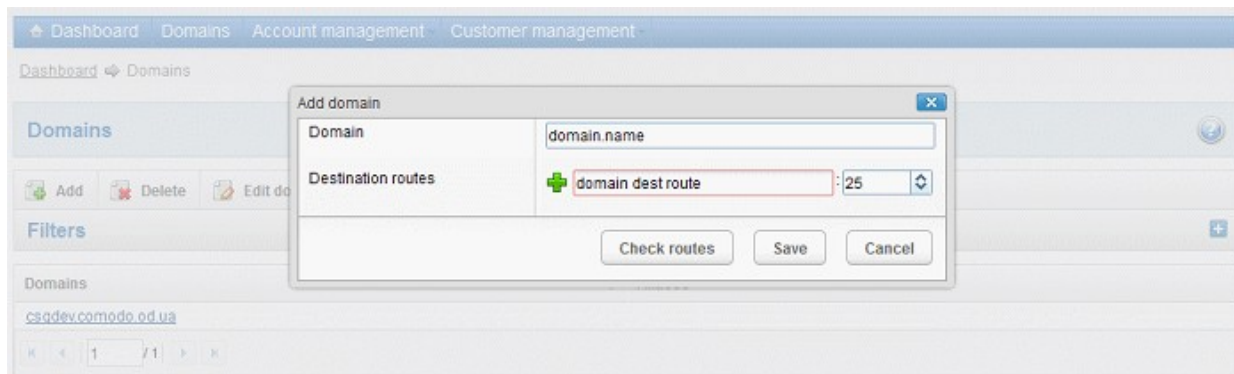 Dashboard Domains Account management Customer management
Dashboard Domains
Add domain
Domains
Domain domain.name
Destination routes domain dest route : 25
Add Delete Edit do
Filters
Check routes Save Cancel
Domains
csgdev.comodo.od.ua
1 / 1